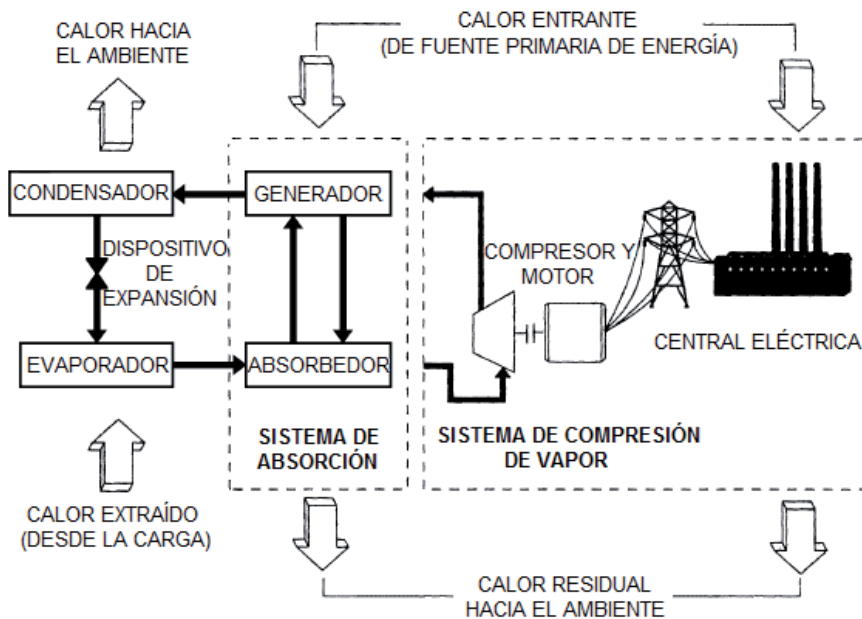 CALOR HACIA
EL AMBIENTE
CALOR ENTRANTE
(DE FUENTE PRIMARIA DE ENERGÍA)
CONDENSADOR
GENERADOR
DISPOSITIVO
DE
EXPANSIÓN
COMPRESOR Y
MOTOR
CENTRAL ELÉCTRICA
EVAPORADOR
ABSORBEDOR
SISTEMA DE
ABSORCIÓN
SISTEMA DE COMPRESIÓN
DE VAPOR
CALOR EXTRAÍDO
(DESDE LA CARGA)
CALOR RESIDUAL
HACIA EL AMBIENTE